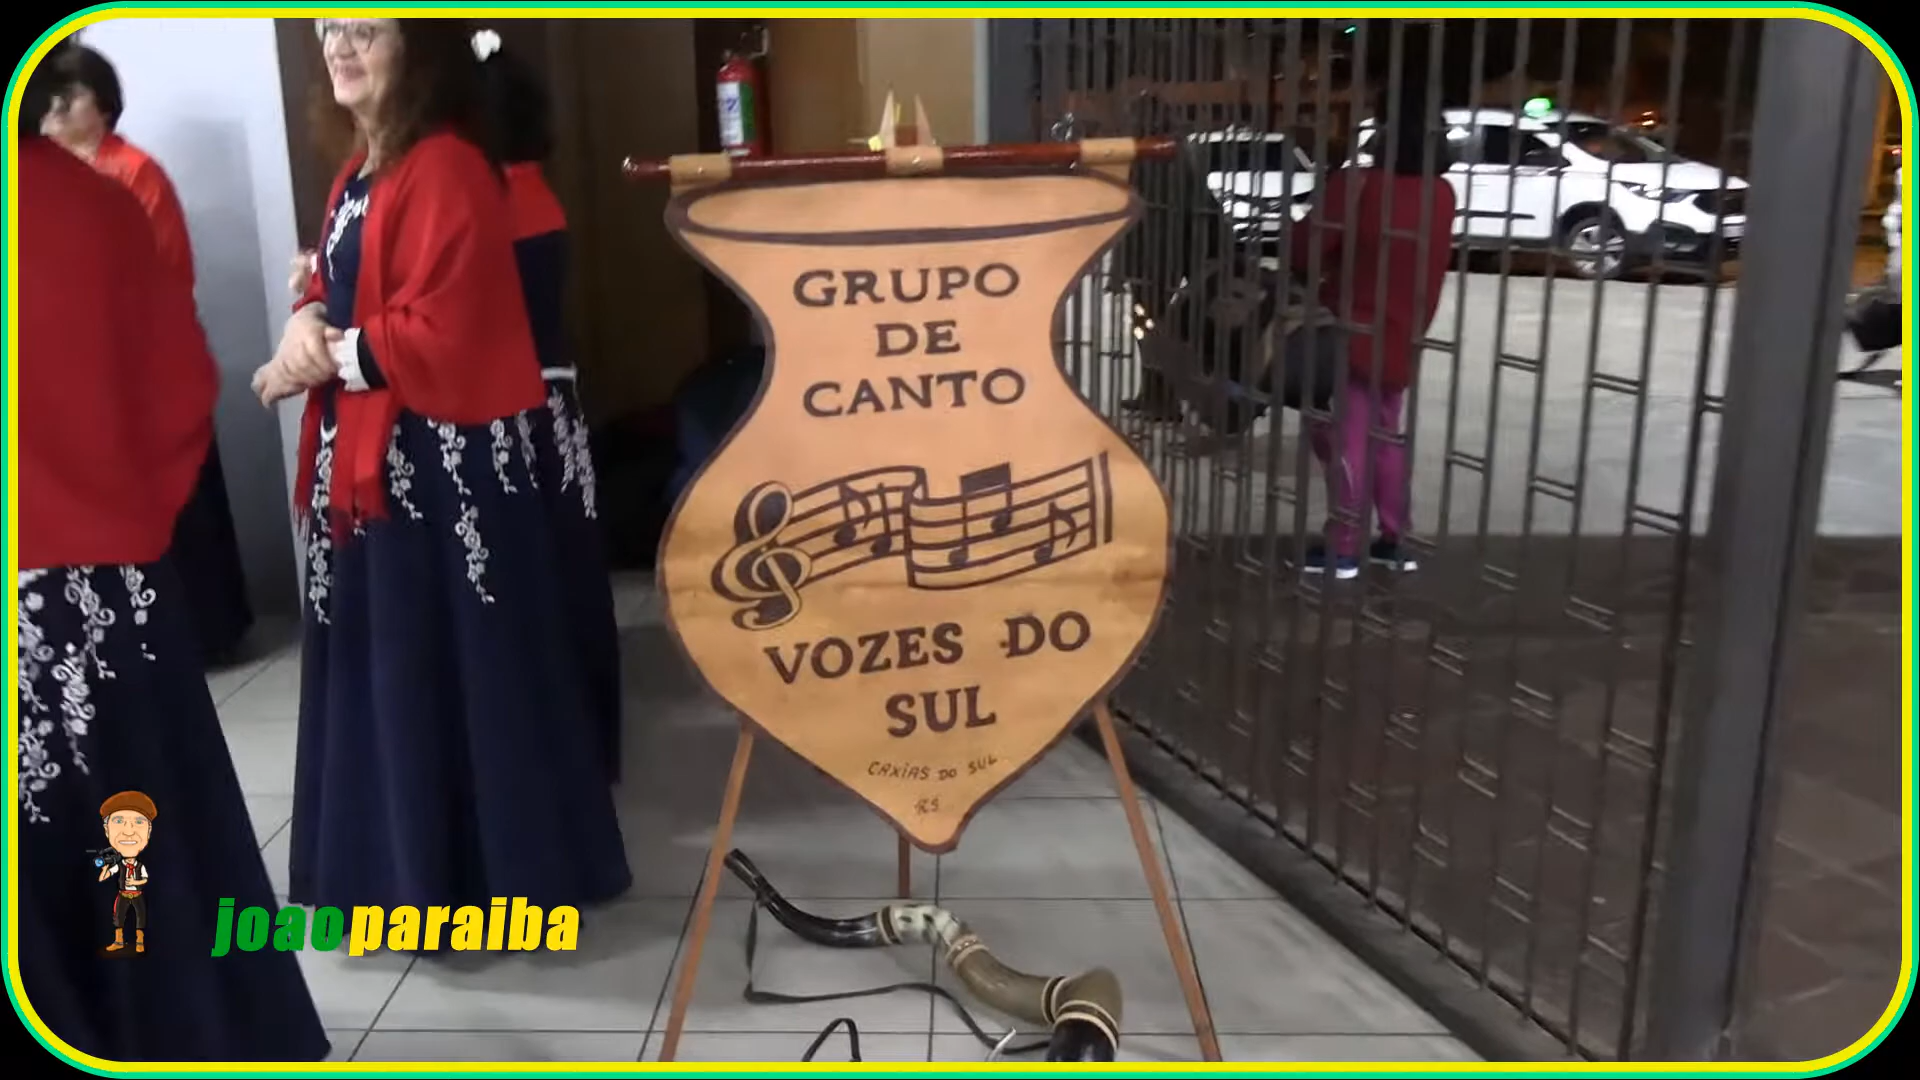 GRUPO
DE
CANTO
VOZES DO
SUL
CAXIAS DO SUL
RS
joaoparaiba